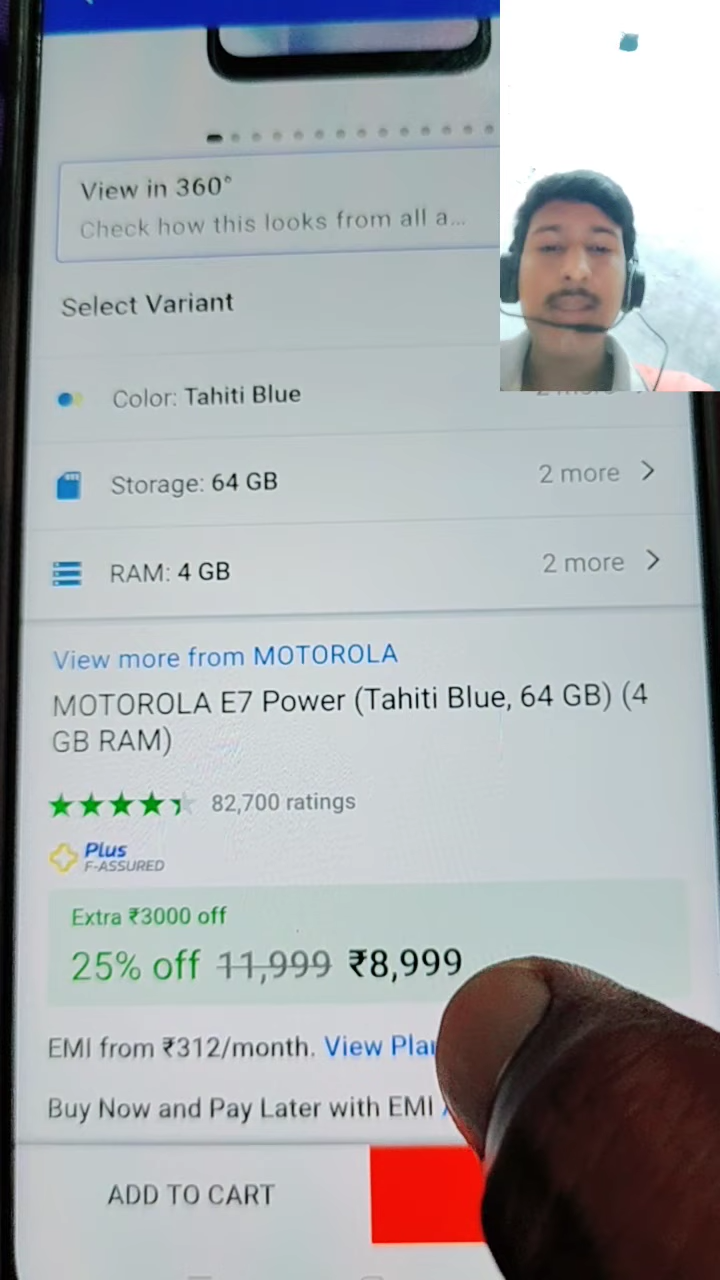 View in 360°
Check how this looks from all a...
Select Variant
Color: Tahiti Blue
Storage: 64 GB
2 more
RAM: 4 GB
2 more
View more from MOTOROLA
MOTOROLA E7 Power (Tahiti Blue, 64 GB) (4
GB RAM)
82,700 ratings
Plus
F-ASSURED
Extra ₹3000 off
25% off 11,999 ₹8,999
EMI from ₹312/month. View Plan
Buy Now and Pay Later with EMI
ADD TO CART